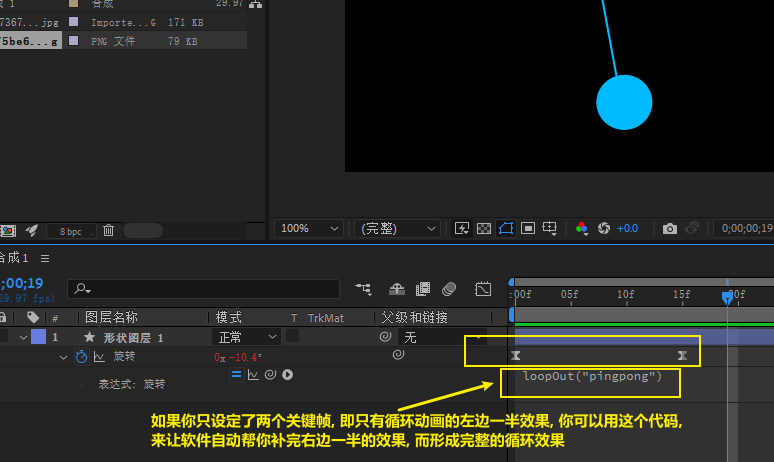 合成 29.97
7367...jpg Importe...G 171 KB
5be6...g PNG 文件 79 KB
8 bpc
100% (完整) +0.0 0;00;00;19
合成 1
;00;19
29.97 fps)
:00f 05f 10f 15f 20f
# 图层名称 模式 T TrkMat 父级和链接
1 形状图层 1 正常 无
旋转 0x-10.4°
表达式: 旋转 loopOut("pingpong")
如果你只设定了两个关键帧, 即只有循环动画的左边一半效果, 你可以用这个代码,
来让软件自动帮你补完右边一半的效果, 而形成完整的循环效果